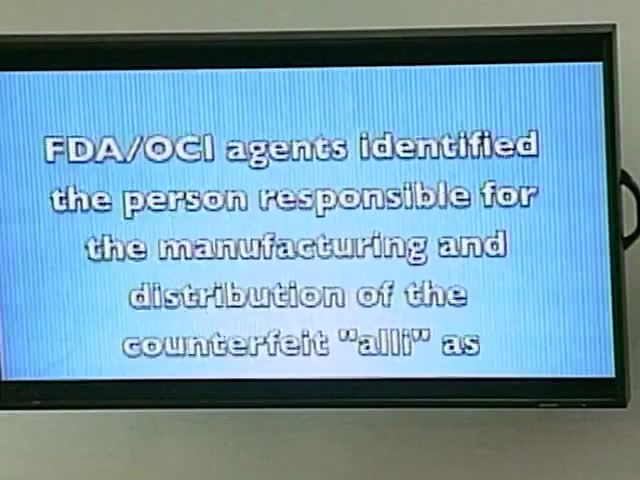 FDA/OCI agents identified
the person responsible for
the manufacturing and
distribution of the
counterfeit "alli" as